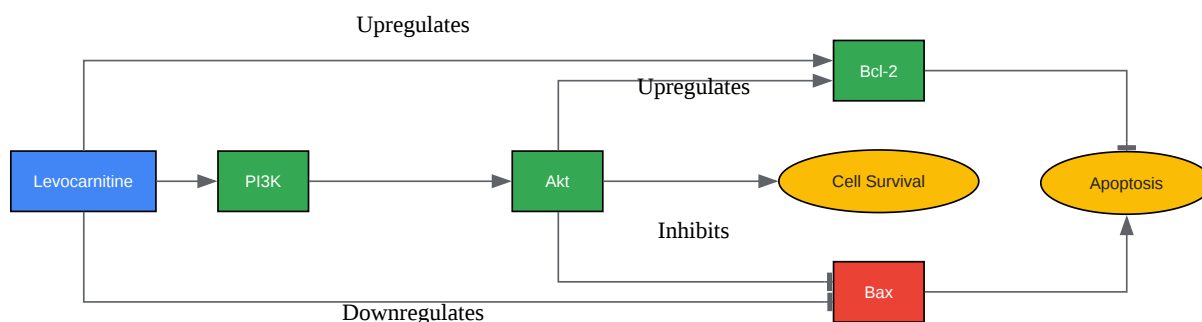 Upregulates
Bcl-2
Upregulates
Levocarnitine
PI3K
Akt
Cell Survival
Apoptosis
Inhibits
Bax
Downregulates